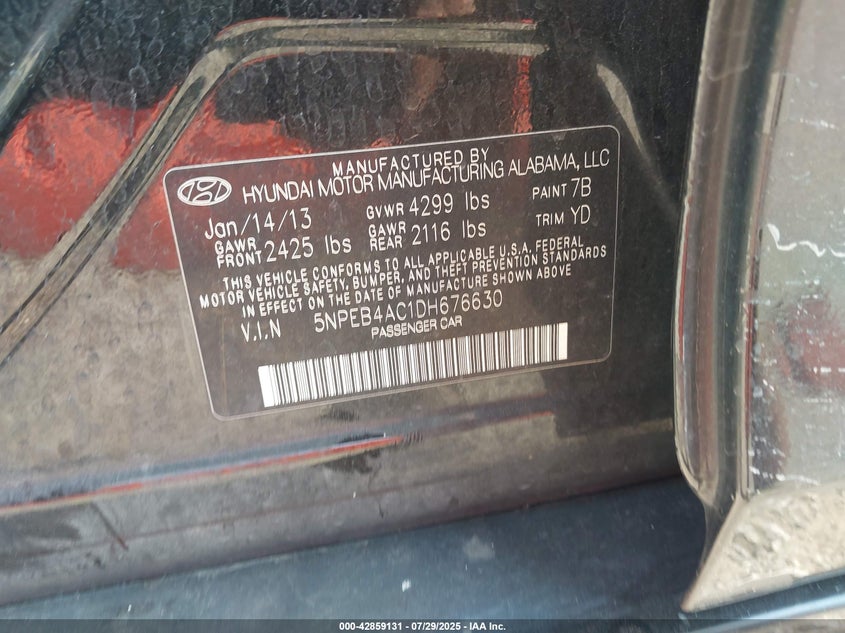 MANUFACTURED BY
HYUNDAI MOTOR MANUFACTURING ALABAMA, LLC
Jan/14/13 GVWR 4299 lbs PAINT 7B
GAWR FRONT 2425 lbs GAWR REAR 2116 lbs TRIM YD
THIS VEHICLE CONFORMS TO ALL APPLICABLE U.S.A. FEDERAL
MOTOR VEHICLE SAFETY, BUMPER, AND THEFT PREVENTION STANDARDS
IN EFFECT ON THE DATE OF MANUFACTURE SHOWN ABOVE
V.I.N 5NPEB4AC1DH676630
PASSENGER CAR
000-42859131 - 07/29/2025 - IAA Inc.